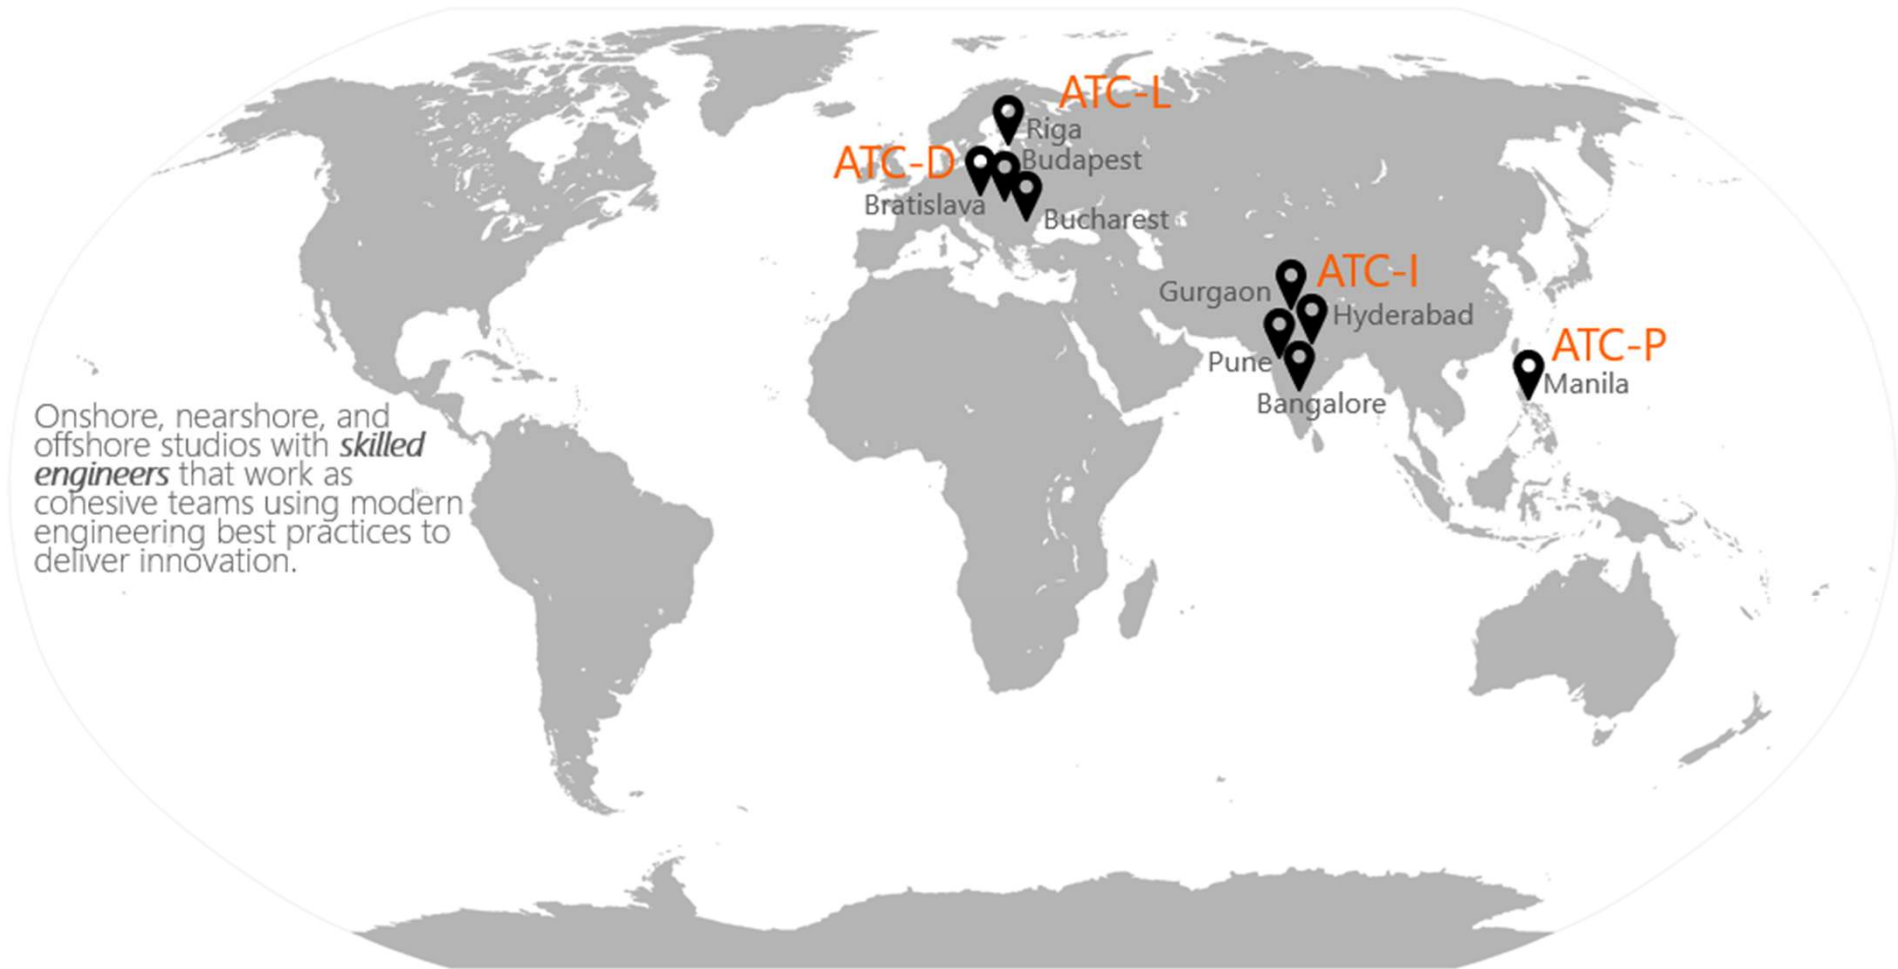 ATC-L
Riga
ATC-D
Budapest
Bratislava
Bucharest
ATC-I
Gurgaon
Hyderabad
Pune
Bangalore
ATC-P
Manila
Onshore, nearshore, and
offshore studios with skilled
engineers that work as
cohesive teams using modern
engineering best practices to
deliver innovation.